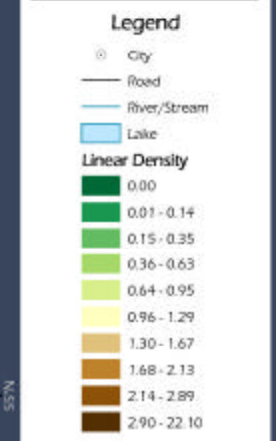 Legend
City
Road
River/Stream
Lake
Linear Density
0.00
0.01 - 0.14
0.15 - 0.35
0.36 - 0.63
0.64 - 0.95
0.96 - 1.29
1.30 - 1.67
1.68 - 2.13
2.14 - 2.89
2.90 - 22.10